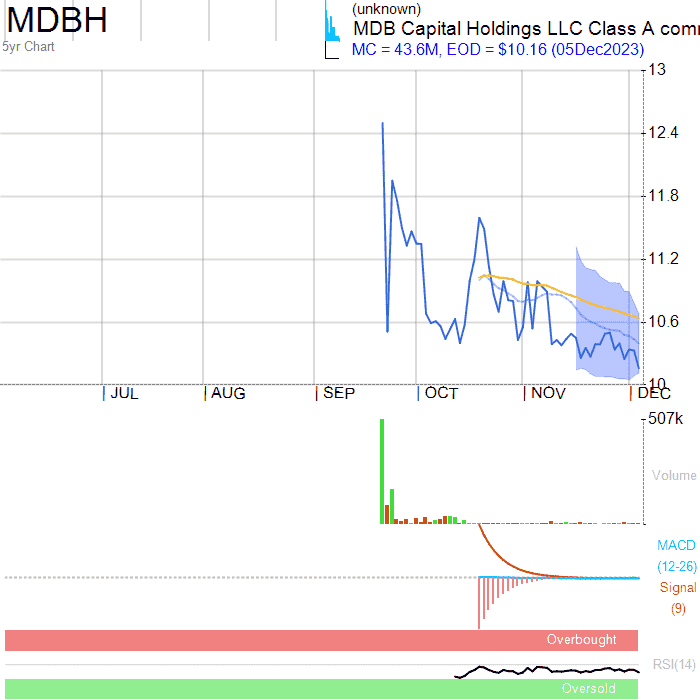 MDBH
5yr Chart
(unknown)
MDB Capital Holdings LLC Class A com
MC = 43.6M, EOD = $10.16 (05Dec2023)
13
12.4
11.8
11.2
10.6
10
JUL AUG SEP OCT NOV DEC
507k
Volume
MACD
(12-26)
Signal
(9)
Overbought
RSI(14)
Oversold